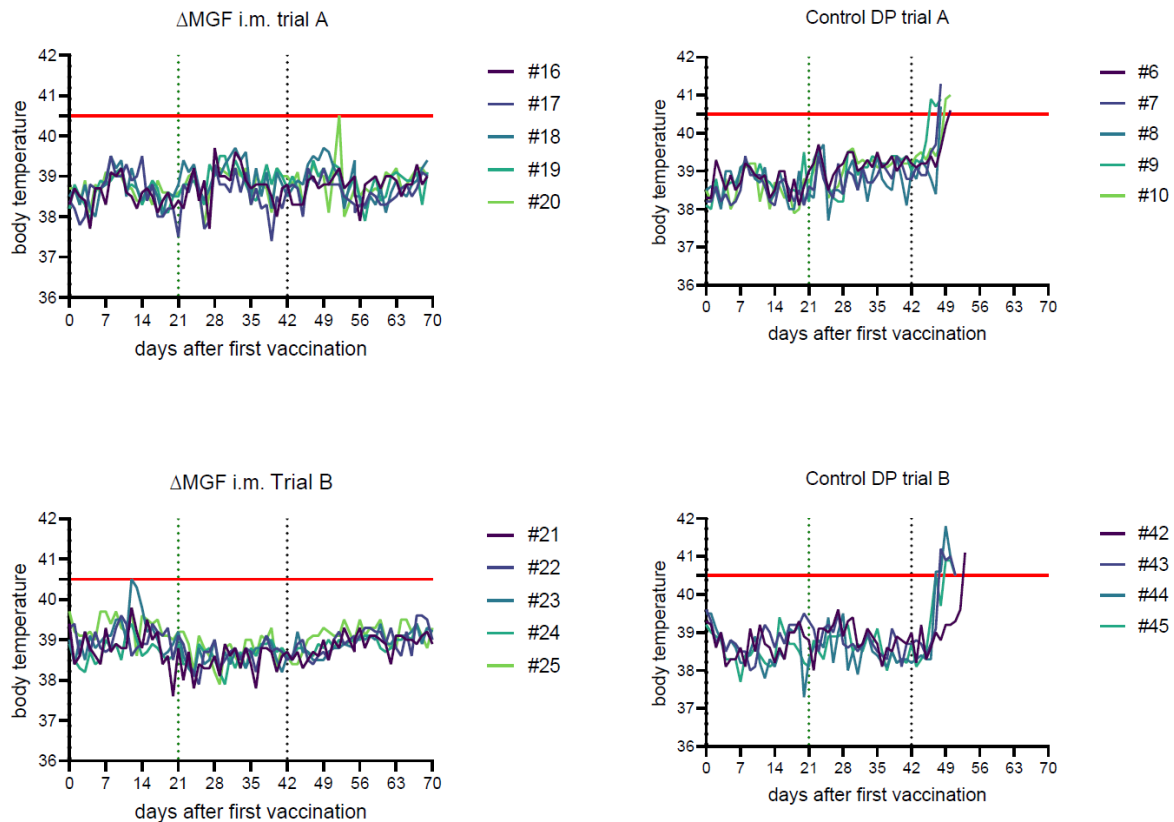 ΔMGF i.m. trial A
42
41
40
39
38
37
36
body temperature
0 7 14 21 28 35 42 49 56 63 70
days after first vaccination
#16
#17
#18
#19
#20
Control DP trial A
42
41
40
39
38
37
36
body temperature
0 7 14 21 28 35 42 49 56 63 70
days after first vaccination
#6
#7
#8
#9
#10
ΔMGF i.m. Trial B
42
41
40
39
38
37
36
body temperature
0 7 14 21 28 35 42 49 56 63 70
days after first vaccination
#21
#22
#23
#24
#25
Control DP trial B
42
41
40
39
38
37
36
body temperature
0 7 14 21 28 35 42 49 56 63 70
days after first vaccination
#42
#43
#44
#45